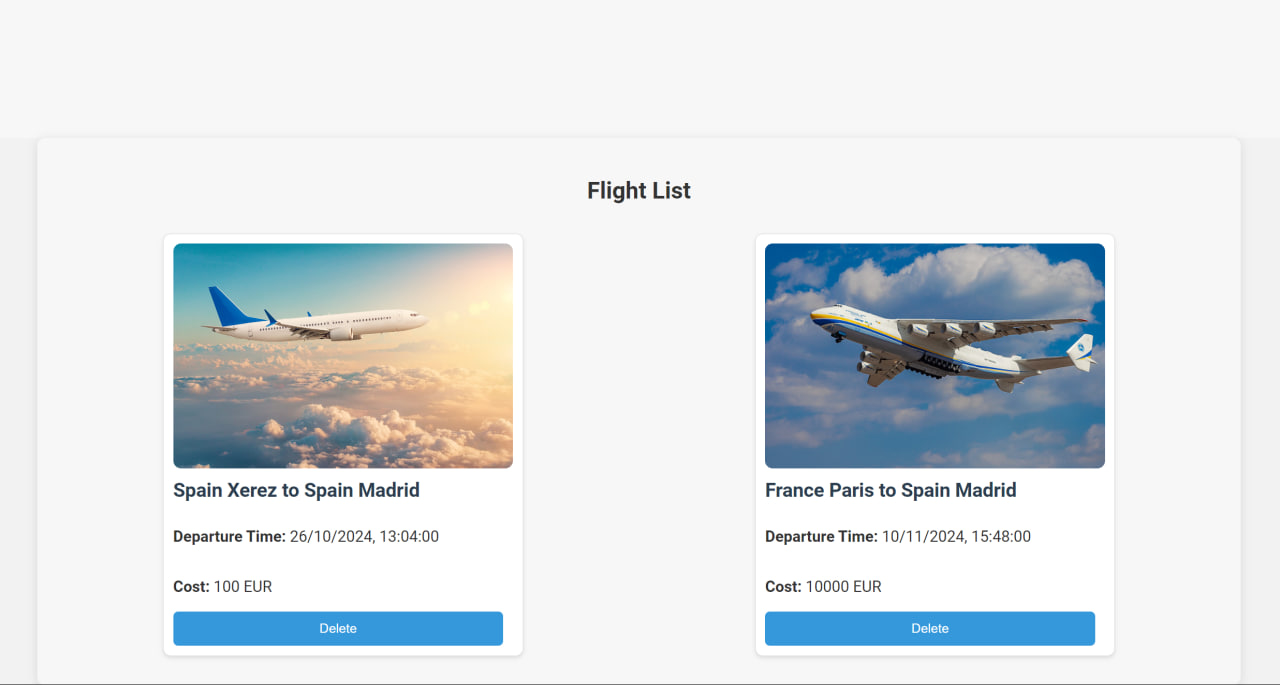 Flight List
Spain Xerez to Spain Madrid
Departure Time: 26/10/2024, 13:04:00
Cost: 100 EUR
Delete
France Paris to Spain Madrid
Departure Time: 10/11/2024, 15:48:00
Cost: 10000 EUR
Delete